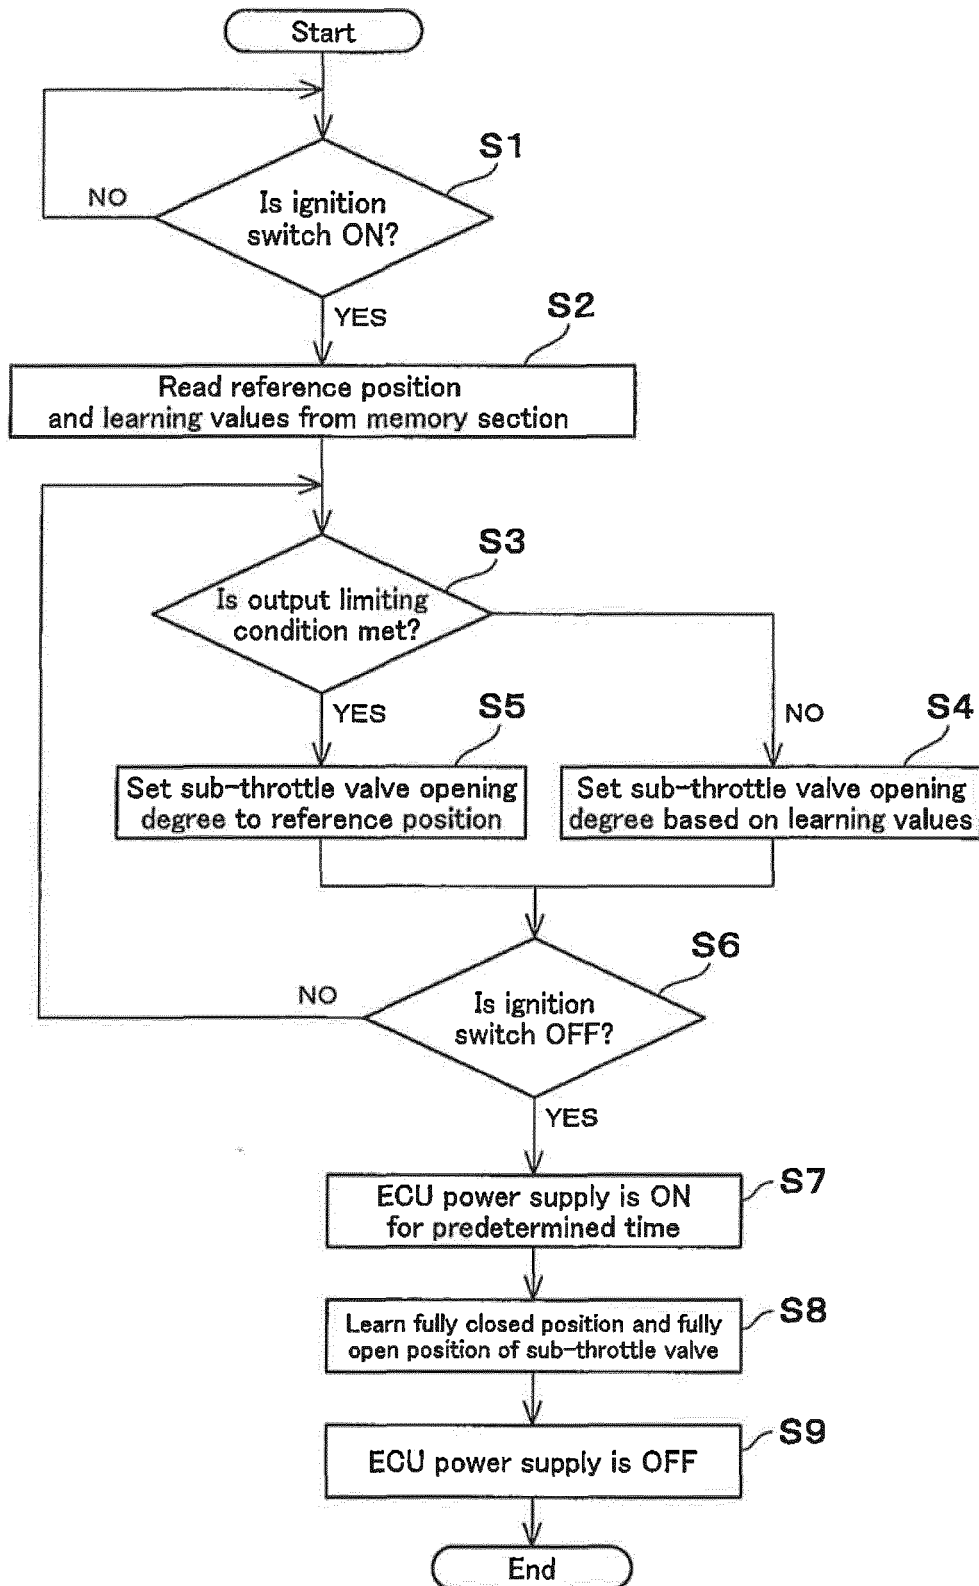 Start
S1
NO
Is ignition
switch ON?
YES
S2
Read reference position
and learning values from memory section
S3
Is output limiting
condition met?
YES
S5
NO
S4
Set sub-throttle valve opening
degree to reference position
Set sub-throttle valve opening
degree based on learning values
S6
NO
Is ignition
switch OFF?
YES
S7
ECU power supply is ON
for predetermined time
S8
Learn fully closed position and fully
open position of sub-throttle valve
S9
ECU power supply is OFF
End